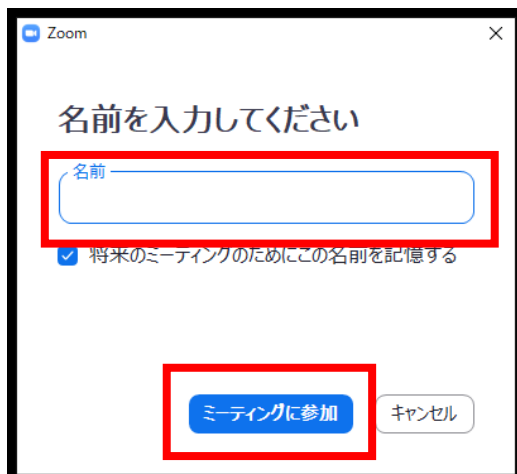 Zoom
名前を入力してください
名前
将来のミーティングのためにこの名前を記憶する
ミーティングに参加
キャンセル